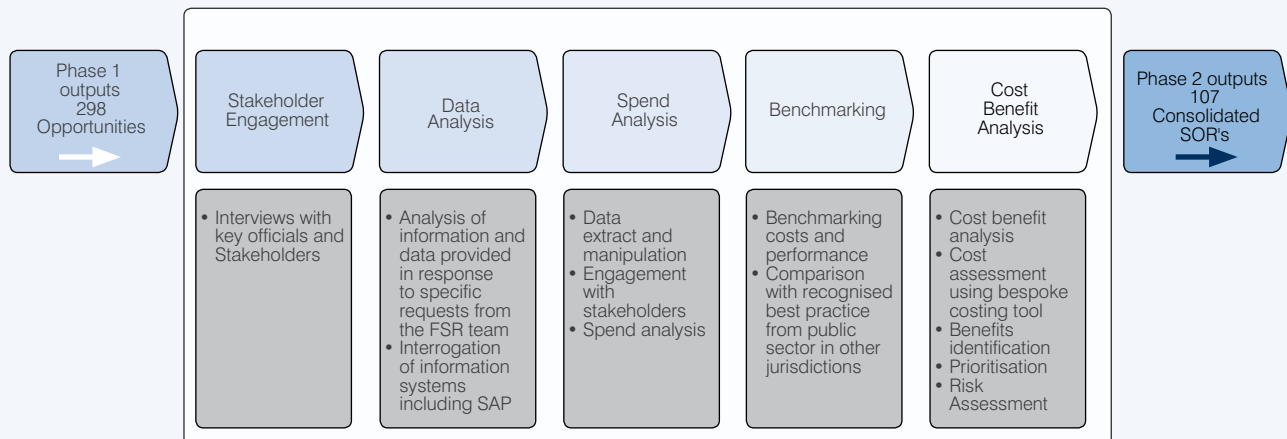 Phase 1
outputs
298
Opportunities
Stakeholder
Engagement
Data
Analysis
Spend
Analysis
Benchmarking
Cost
Benefit
Analysis
Phase 2 outputs
107
Consolidated
SOR's
• Interviews with
key officials and
Stakeholders
• Analysis of
information and
data provided
in response
to specific
requests from
the FSR team
• Interrogation
of information
systems
including SAP
• Data
extract and
manipulation
• Engagement
with
stakeholders
• Spend analysis
• Benchmarking
costs and
performance
• Comparison
with recognised
best practice
from public
sector in other
jurisdictions
• Cost benefit
analysis
• Cost
assessment
using bespoke
costing tool
• Benefits
identification
• Prioritisation
• Risk
Assessment